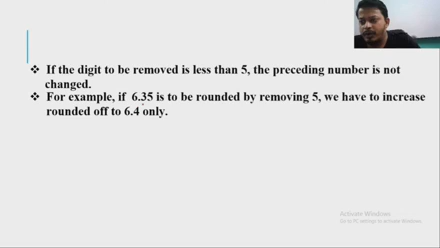 ❖ If the digit to be removed is less than 5, the preceding number is not
changed.
❖ For example, if 6.35 is to be rounded by removing 5, we have to increase
rounded off to 6.4 only.
Activate Windows
Go to PC settings to activate Windows.